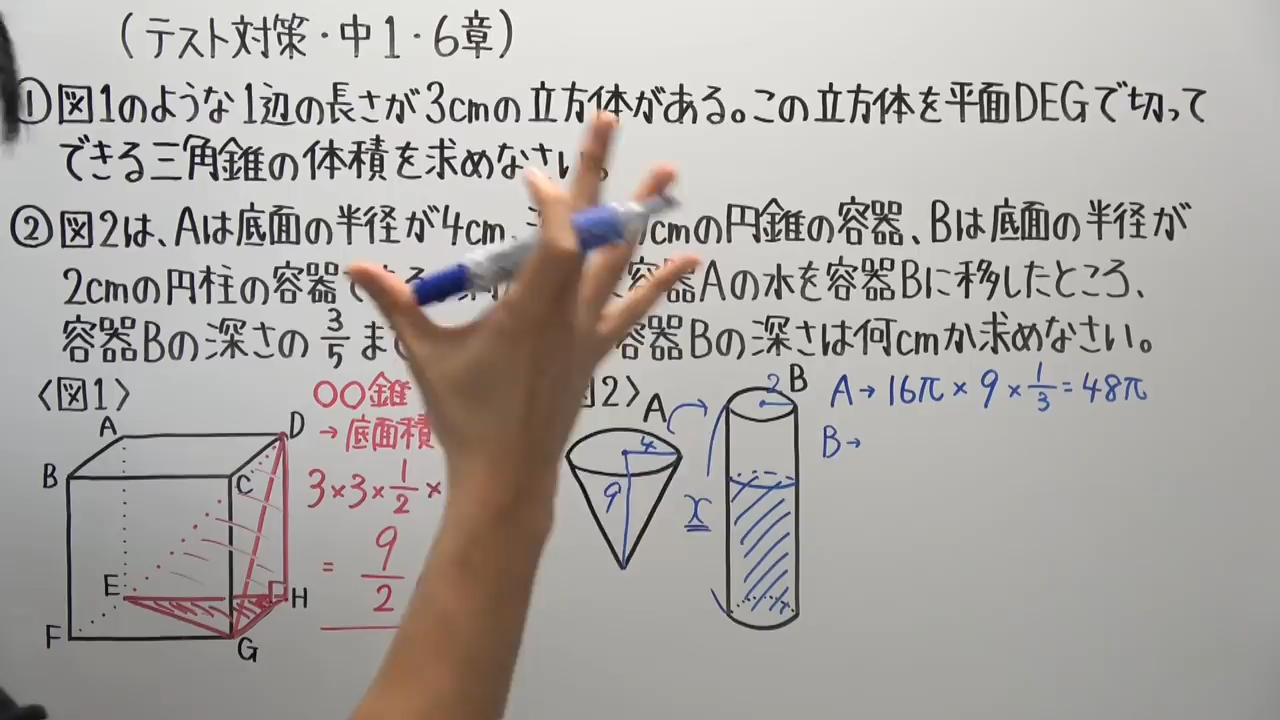 (テスト対策・中1・6章)
①図1のような1辺の長さが3cmの立方体がある。この立方体を平面DEGで切って
できる三角錐の体積を求めなさい。
②図2は、Aは底面の半径が4cm、 cmの円錐の容器、Bは底面の半径が
2cmの円柱の容器で 容器Aの水を容器Bに移したところ、
容器Bの深さの3/5まで 容器Bの深さは何cmか求めなさい。
〈図1〉
A
D
B
C
E
H
F
G
〇〇錐
→底面積
3×3×1/2×
= 9/2
図2〉
A
4
9
B
2
x
A→16π×9×1/3=48π
B→